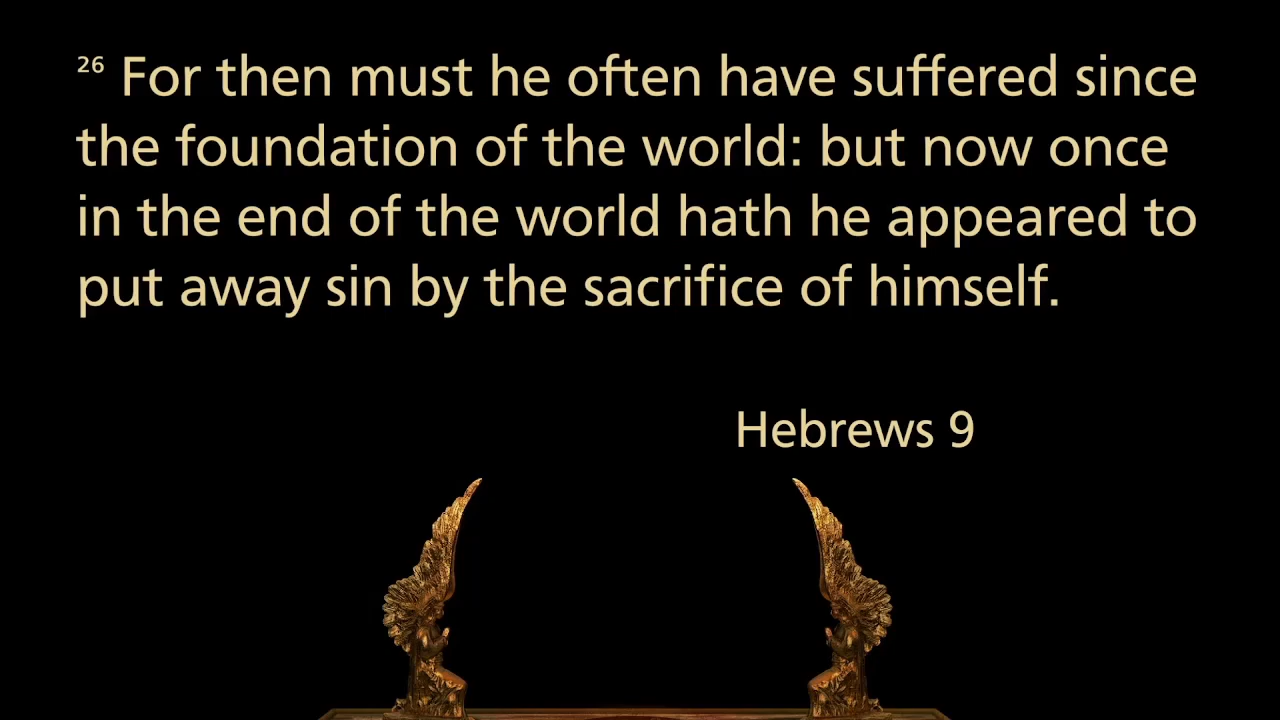 26 For then must he often have suffered since
the foundation of the world: but now once
in the end of the world hath he appeared to
put away sin by the sacrifice of himself.
Hebrews 9